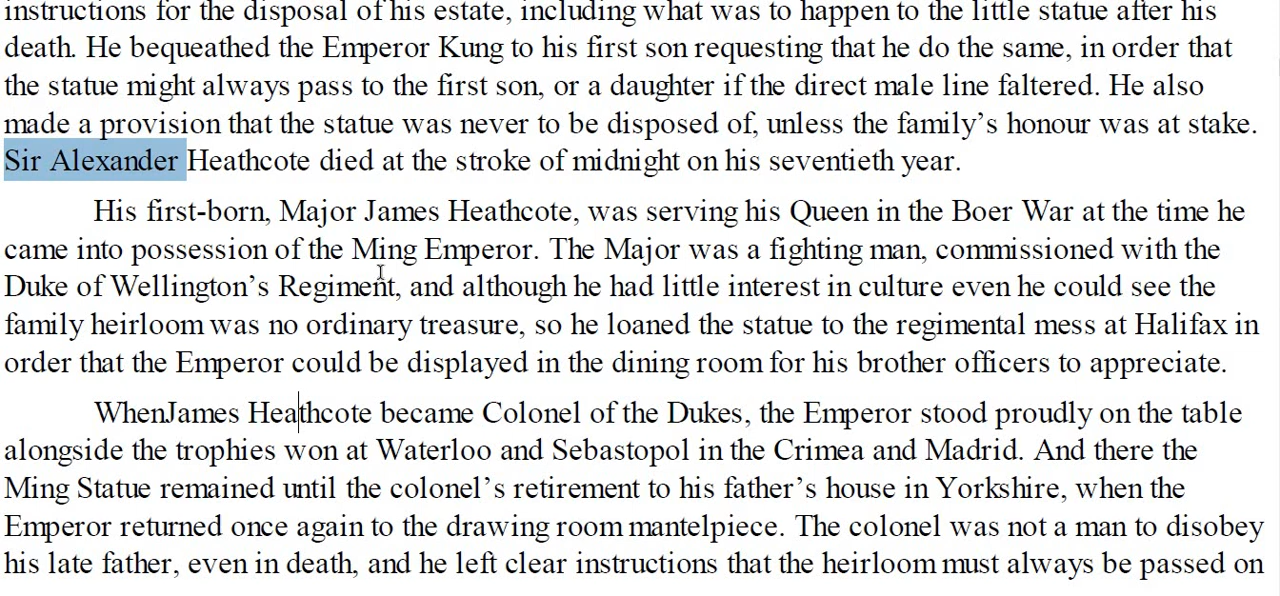 instructions for the disposal of his estate, including what was to happen to the little statue after his
death. He bequeathed the Emperor Kung to his first son requesting that he do the same, in order that
the statue might always pass to the first son, or a daughter if the direct male line faltered. He also
made a provision that the statue was never to be disposed of, unless the family’s honour was at stake.
Sir Alexander Heathcote died at the stroke of midnight on his seventieth year.
His first-born, Major James Heathcote, was serving his Queen in the Boer War at the time he
came into possession of the Ming Emperor. The Major was a fighting man, commissioned with the
Duke of Wellington’s Regiment, and although he had little interest in culture even he could see the
family heirloom was no ordinary treasure, so he loaned the statue to the regimental mess at Halifax in
order that the Emperor could be displayed in the dining room for his brother officers to appreciate.
WhenJames Heathcote became Colonel of the Dukes, the Emperor stood proudly on the table
alongside the trophies won at Waterloo and Sebastopol in the Crimea and Madrid. And there the
Ming Statue remained until the colonel’s retirement to his father’s house in Yorkshire, when the
Emperor returned once again to the drawing room mantelpiece. The colonel was not a man to disobey
his late father, even in death, and he left clear instructions that the heirloom must always be passed on